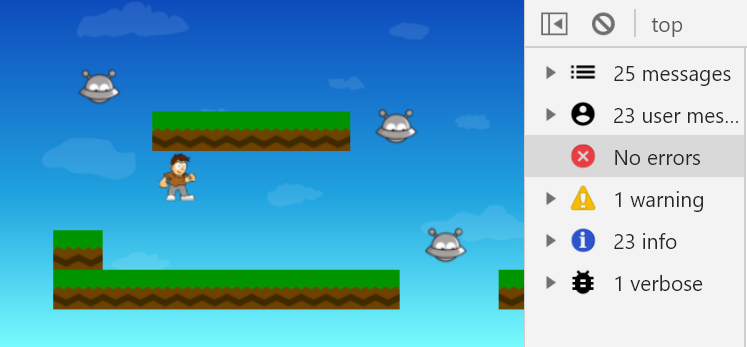 top
25 messages
23 user mes...
No errors
1 warning
23 info
1 verbose